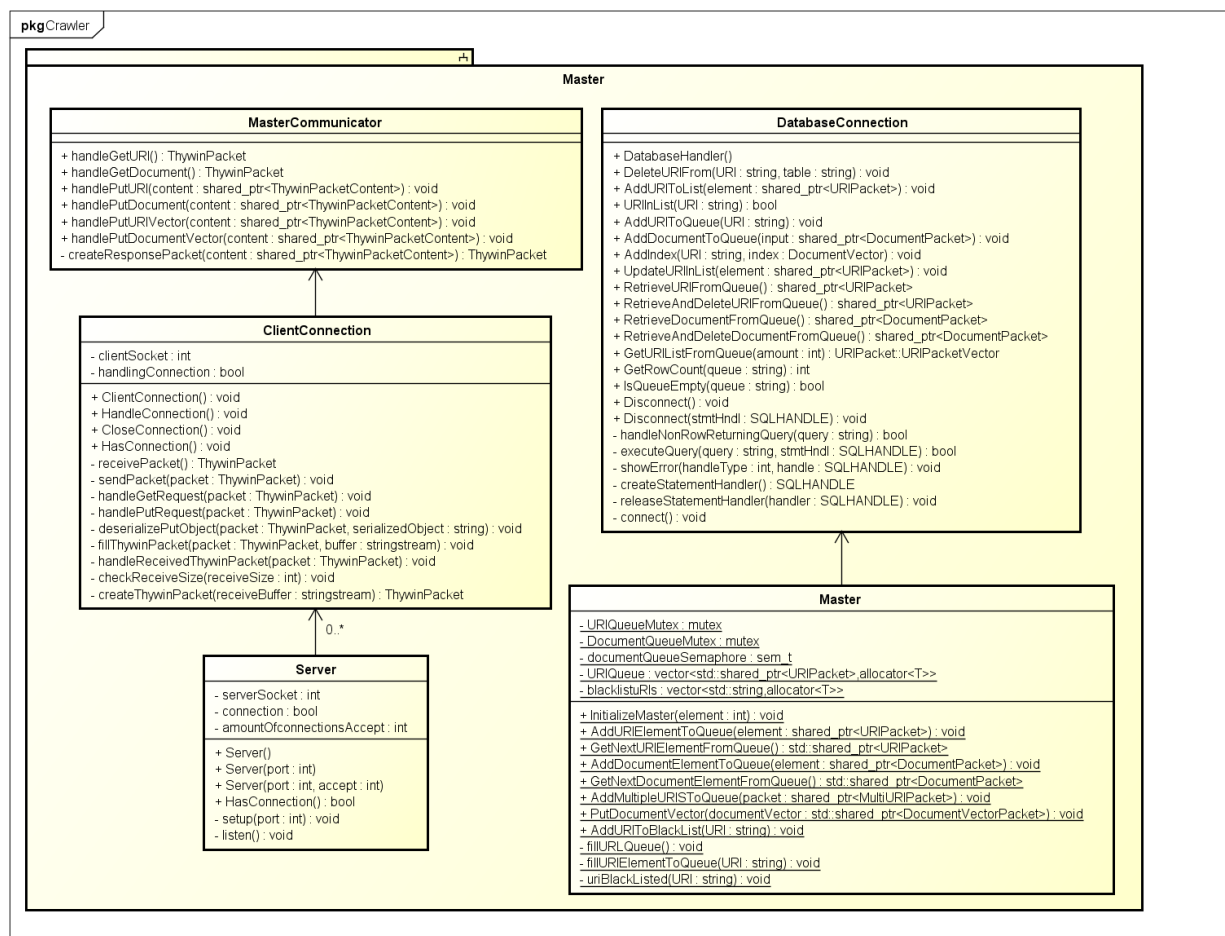 pkgCrawler
Master
MasterCommunicator
+ handleGetURI() : ThywinPacket
+ handleGetDocument() : ThywinPacket
+ handlePutURI(content : shared_ptr<ThywinPacketContent>) : void
+ handlePutDocument(content : shared_ptr<ThywinPacketContent>) : void
+ handlePutURIVector(content : shared_ptr<ThywinPacketContent>) : void
+ handlePutDocumentVector(content : shared_ptr<ThywinPacketContent>) : void
- createResponsePacket(content : shared_ptr<ThywinPacketContent>) : ThywinPacket
ClientConnection
- clientSocket : int
- handlingConnection : bool
+ ClientConnection() : void
+ HandleConnection() : void
+ CloseConnection() : void
+ HasConnection() : void
- receivePacket() : ThywinPacket
- sendPacket(packet : ThywinPacket) : void
- handleGetRequest(packet : ThywinPacket) : void
- handlePutRequest(packet : ThywinPacket) : void
- deserializePutObject(packet : ThywinPacket, serializedObject : string) : void
- fillThywinPacket(packet : ThywinPacket, buffer : stringstream) : void
- handleReceivedThywinPacket(packet : ThywinPacket) : void
- checkReceiveSize(receiveSize : int) : void
- createThywinPacket(receiveBuffer : stringstream) : ThywinPacket
0..*
Server
- serverSocket : int
- connection : bool
- amountOfconnectionsAccept : int
+ Server()
+ Server(port : int)
+ Server(port : int, accept : int)
+ HasConnection() : bool
- setup(port : int) : void
- listen() : void
DatabaseConnection
+ DatabaseHandler()
+ DeleteURIFrom(URI : string, table : string) : void
+ AddURIToList(element : shared_ptr<URIPacket>) : void
+ URIInList(URI : string) : bool
+ AddURIToQueue(URI : string) : void
+ AddDocumentToQueue(input : shared_ptr<DocumentPacket>) : void
+ AddIndex(URI : string, index : DocumentVector) : void
+ UpdateURIInList(element : shared_ptr<URIPacket>) : void
+ RetrieveURIFromQueue() : shared_ptr<URIPacket>
+ RetrieveAndDeleteURIFromQueue() : shared_ptr<URIPacket>
+ RetrieveDocumentFromQueue() : shared_ptr<DocumentPacket>
+ RetrieveAndDeleteDocumentFromQueue() : shared_ptr<DocumentPacket>
+ GetURIListFromQueue(amount : int) : URIPacket::URIPacketVector
+ GetRowCount(queue : string) : int
+ IsQueueEmpty(queue : string) : bool
+ Disconnect() : void
+ Disconnect(stmtHndl : SQLHANDLE) : void
- handleNonRowReturningQuery(query : string) : bool
- executeQuery(query : string, stmtHndl : SQLHANDLE) : bool
- showError(handleType : int, handle : SQLHANDLE) : void
- createStatementHandler() : SQLHANDLE
- releaseStatementHandler(handler : SQLHANDLE) : void
- connect() : void
Master
- URIQueueMutex : mutex
- DocumentQueueMutex : mutex
- documentQueueSemaphore : sem_t
- URIQueue : vector<std::shared_ptr<URIPacket>,allocator<T>>
- blacklistuRIs : vector<std::string,allocator<T>>
+ InitializeMaster(element : int) : void
+ AddURIElementToQueue(element : shared_ptr<URIPacket>) : void
+ GetNextURIElementFromQueue() : std::shared_ptr<URIPacket>
+ AddDocumentElementToQueue(element : shared_ptr<DocumentPacket>) : void
+ GetNextDocumentElementFromQueue() : std::shared_ptr<DocumentPacket>
+ AddMultipleURISToQueue(packet : shared_ptr<MultiURIPacket>) : void
+ PutDocumentVector(documentVector : std::shared_ptr<DocumentVectorPacket>) : void
+ AddURIToBlackList(URI : string) : void
- fillURLQueue() : void
- fillURIElementToQueue(URI : string) : void
- uriBlackListed(URI : string) : void